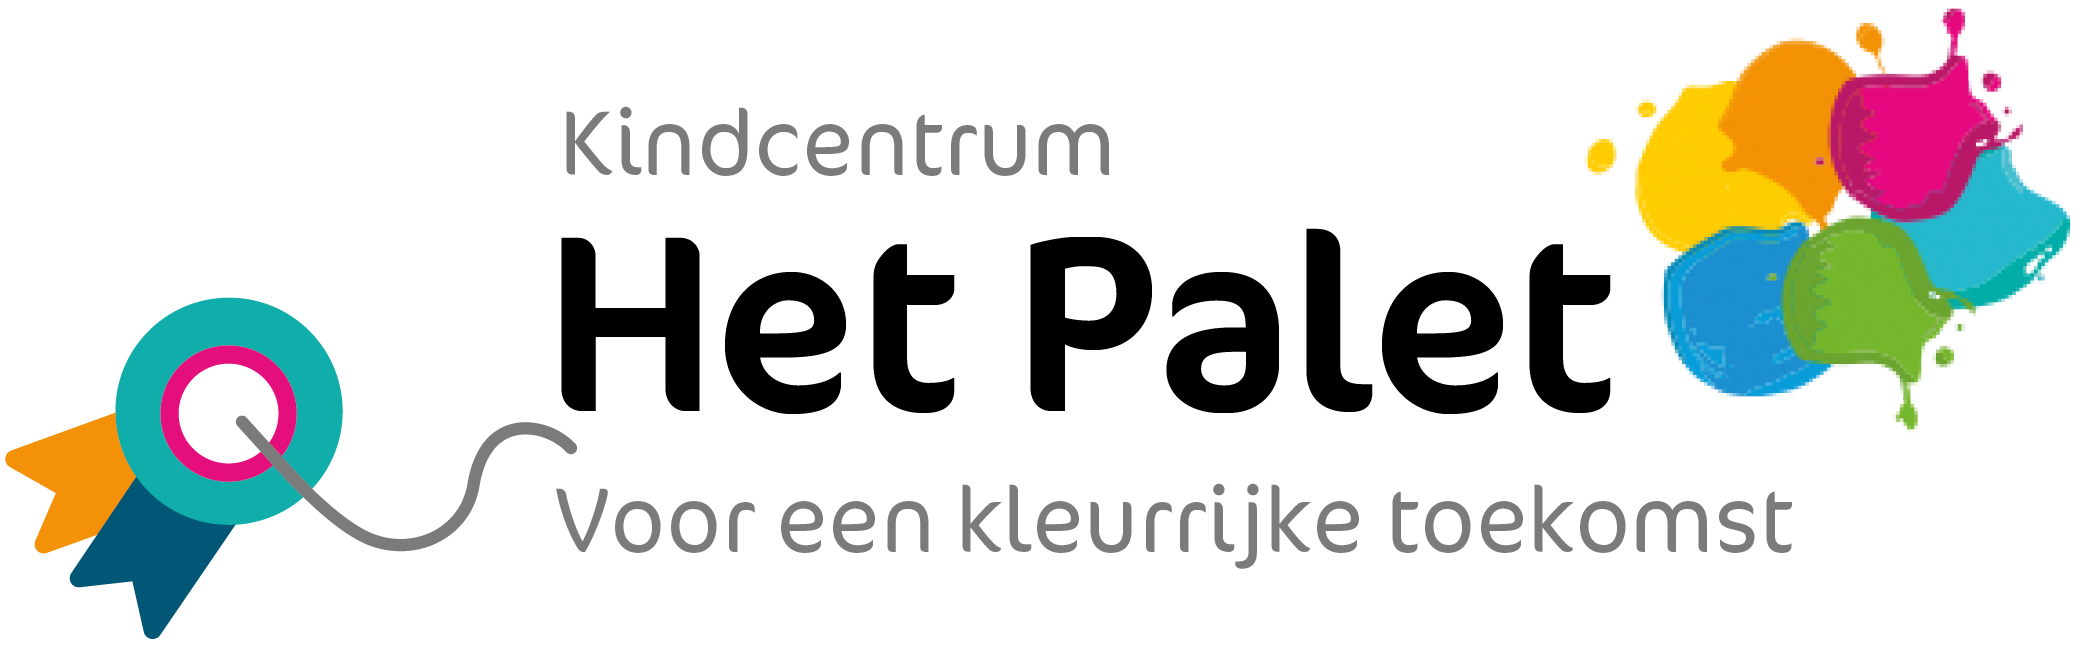 Kindcentrum
Het Palet
Voor een kleurrijke toekomst